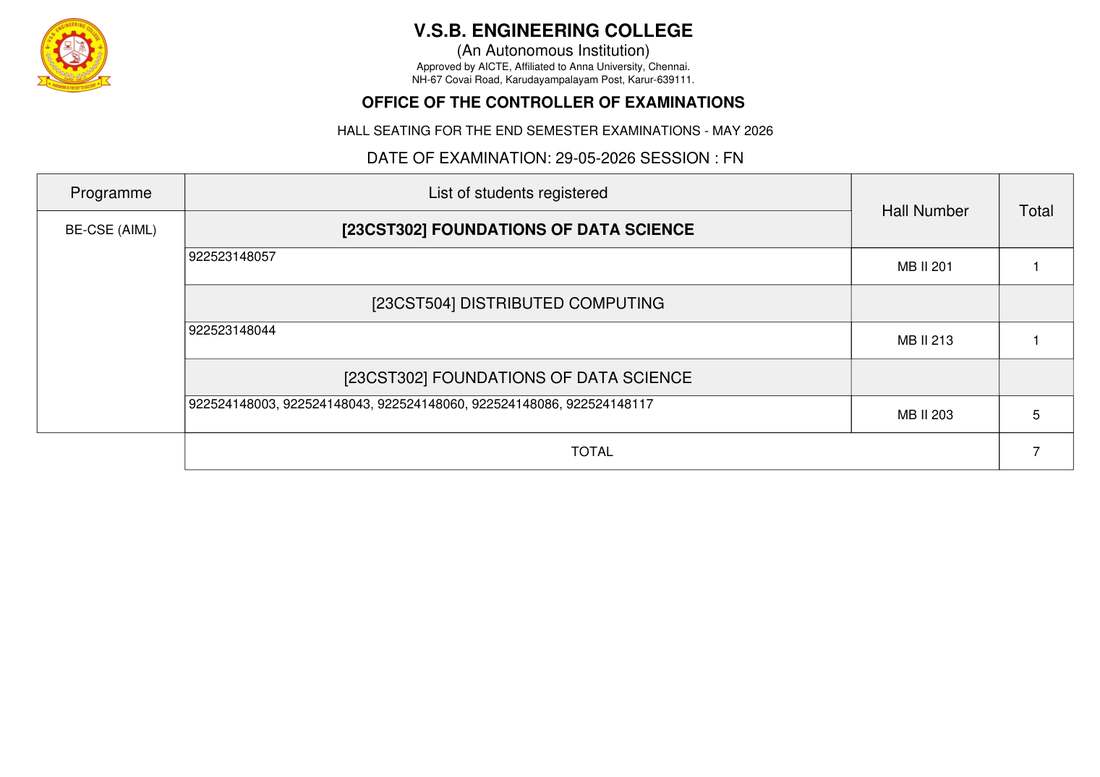 V.S.B. ENGINEERING COLLEGE
(An Autonomous Institution)
Approved by AICTE, Affiliated to Anna University, Chennai.
NH-67 Covai Road, Karudayampalayam Post, Karur-639111.
OFFICE OF THE CONTROLLER OF EXAMINATIONS
HALL SEATING FOR THE END SEMESTER EXAMINATIONS - MAY 2026
DATE OF EXAMINATION: 29-05-2026 SESSION : FN
Programme List of students registered Hall Number Total
BE-CSE (AIML) [23CST302] FOUNDATIONS OF DATA SCIENCE
922523148057 MB II 201 1
[23CST504] DISTRIBUTED COMPUTING
922523148044 MB II 213 1
[23CST302] FOUNDATIONS OF DATA SCIENCE
922524148003, 922524148043, 922524148060, 922524148086, 922524148117 MB II 203 5
TOTAL 7